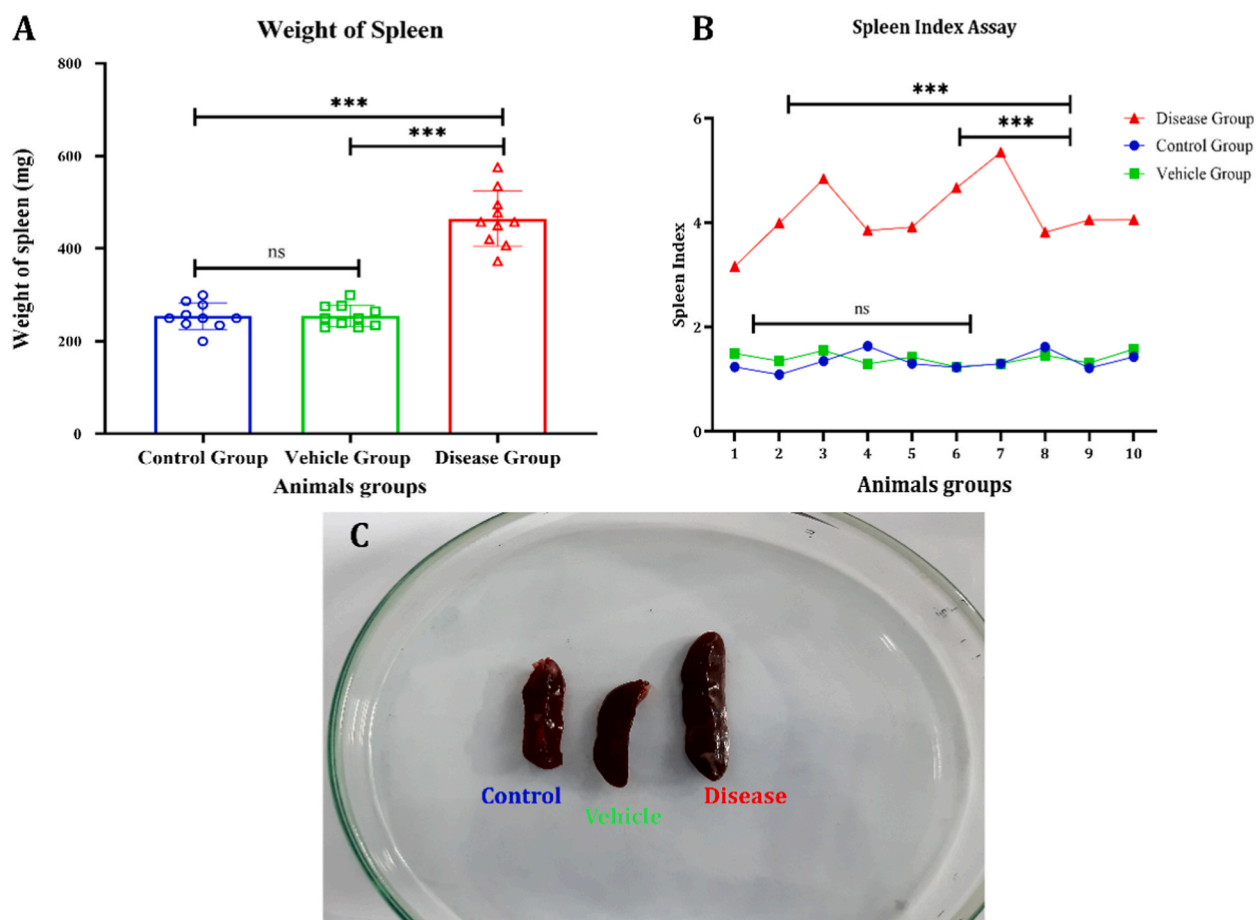 A
Weight of Spleen
Weight of spleen (mg)
800
600
400
200
0
***
***
ns
Control Group
Vehicle Group
Disease Group
Animals groups
B
Spleen Index Assay
Spleen Index
6
4
2
0
***
***
ns
Disease Group
Control Group
Vehicle Group
1 2 3 4 5 6 7 8 9 10
Animals groups
C
Control
Vehicle
Disease